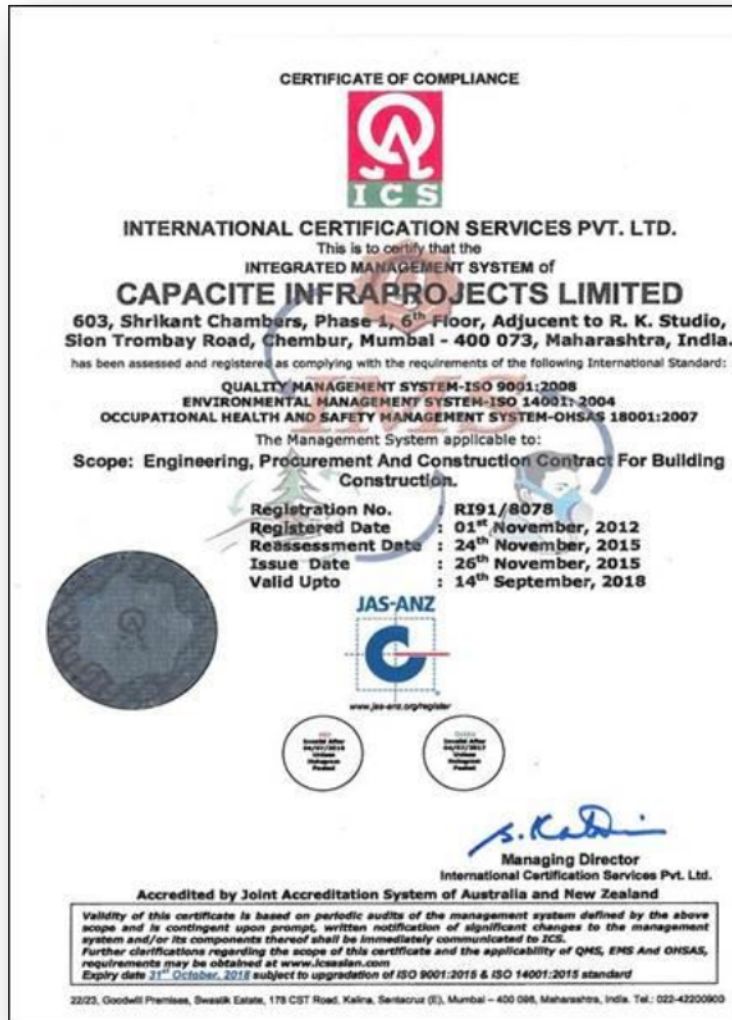 CERTIFICATE OF COMPLIANCE
ICS
INTERNATIONAL CERTIFICATION SERVICES PVT. LTD.
This is to certify that the
INTEGRATED MANAGEMENT SYSTEM of
CAPACITE INFRAPROJECTS LIMITED
603, Shrikant Chambers, Phase 1, 6th Floor, Adjucent to R. K. Studio,
Sion Trombay Road, Chembur, Mumbai - 400 073, Maharashtra, India.
has been assessed and registered as complying with the requirements of the following International Standard:
QUALITY MANAGEMENT SYSTEM-ISO 9001:2008
ENVIRONMENTAL MANAGEMENT SYSTEM-ISO 14001: 2004
OCCUPATIONAL HEALTH AND SAFETY MANAGEMENT SYSTEM-OHSAS 18001:2007
IMS
The Management System applicable to:
Scope: Engineering, Procurement And Construction Contract For Building
Construction.
Registration No. : RI91/8078
Registered Date : 01st November, 2012
Reassessment Date : 24th November, 2015
Issue Date : 26th November, 2015
Valid Upto : 14th September, 2018
JAS-ANZ
www.jas-anz.org/register
Invalid After
Unless
Hologram
Pasted
Invalid After
Unless
Hologram
Pasted
Managing Director
International Certification Services Pvt. Ltd.
Accredited by Joint Accreditation System of Australia and New Zealand
Validity of this certificate is based on periodic audits of the management system defined by the above
scope and is contingent upon prompt, written notification of significant changes to the management
system and/or its components thereof shall be immediately communicated to ICS.
Further clarifications regarding the scope of this certificate and the applicability of QMS, EMS And OHSAS,
requirements may be obtained at www.icsasian.com
Expiry date 31st October, 2018 subject to upgradation of ISO 9001:2015 & ISO 14001:2015 standard
22/23, Goodwill Premises, Swastik Estate, 178 CST Road, Kalina, Santacruz (E), Mumbai - 400 098, Maharashtra, India. Tel.: 022-42200900